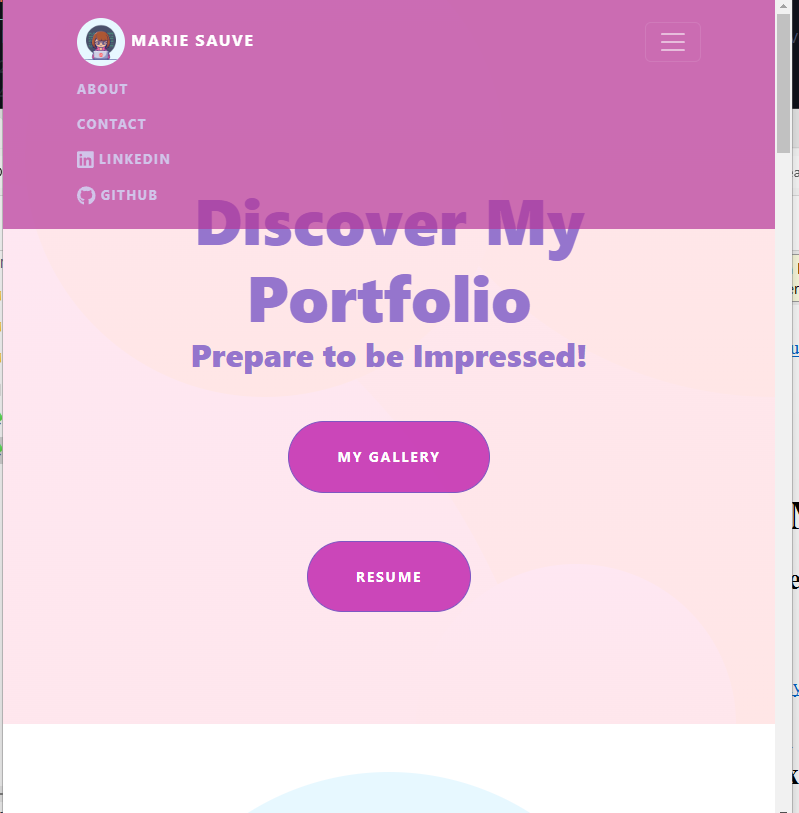 MARIE SAUVE
ABOUT
CONTACT
LINKEDIN
GITHUB
Discover My
Portfolio
Prepare to be Impressed!
MY GALLERY
RESUME